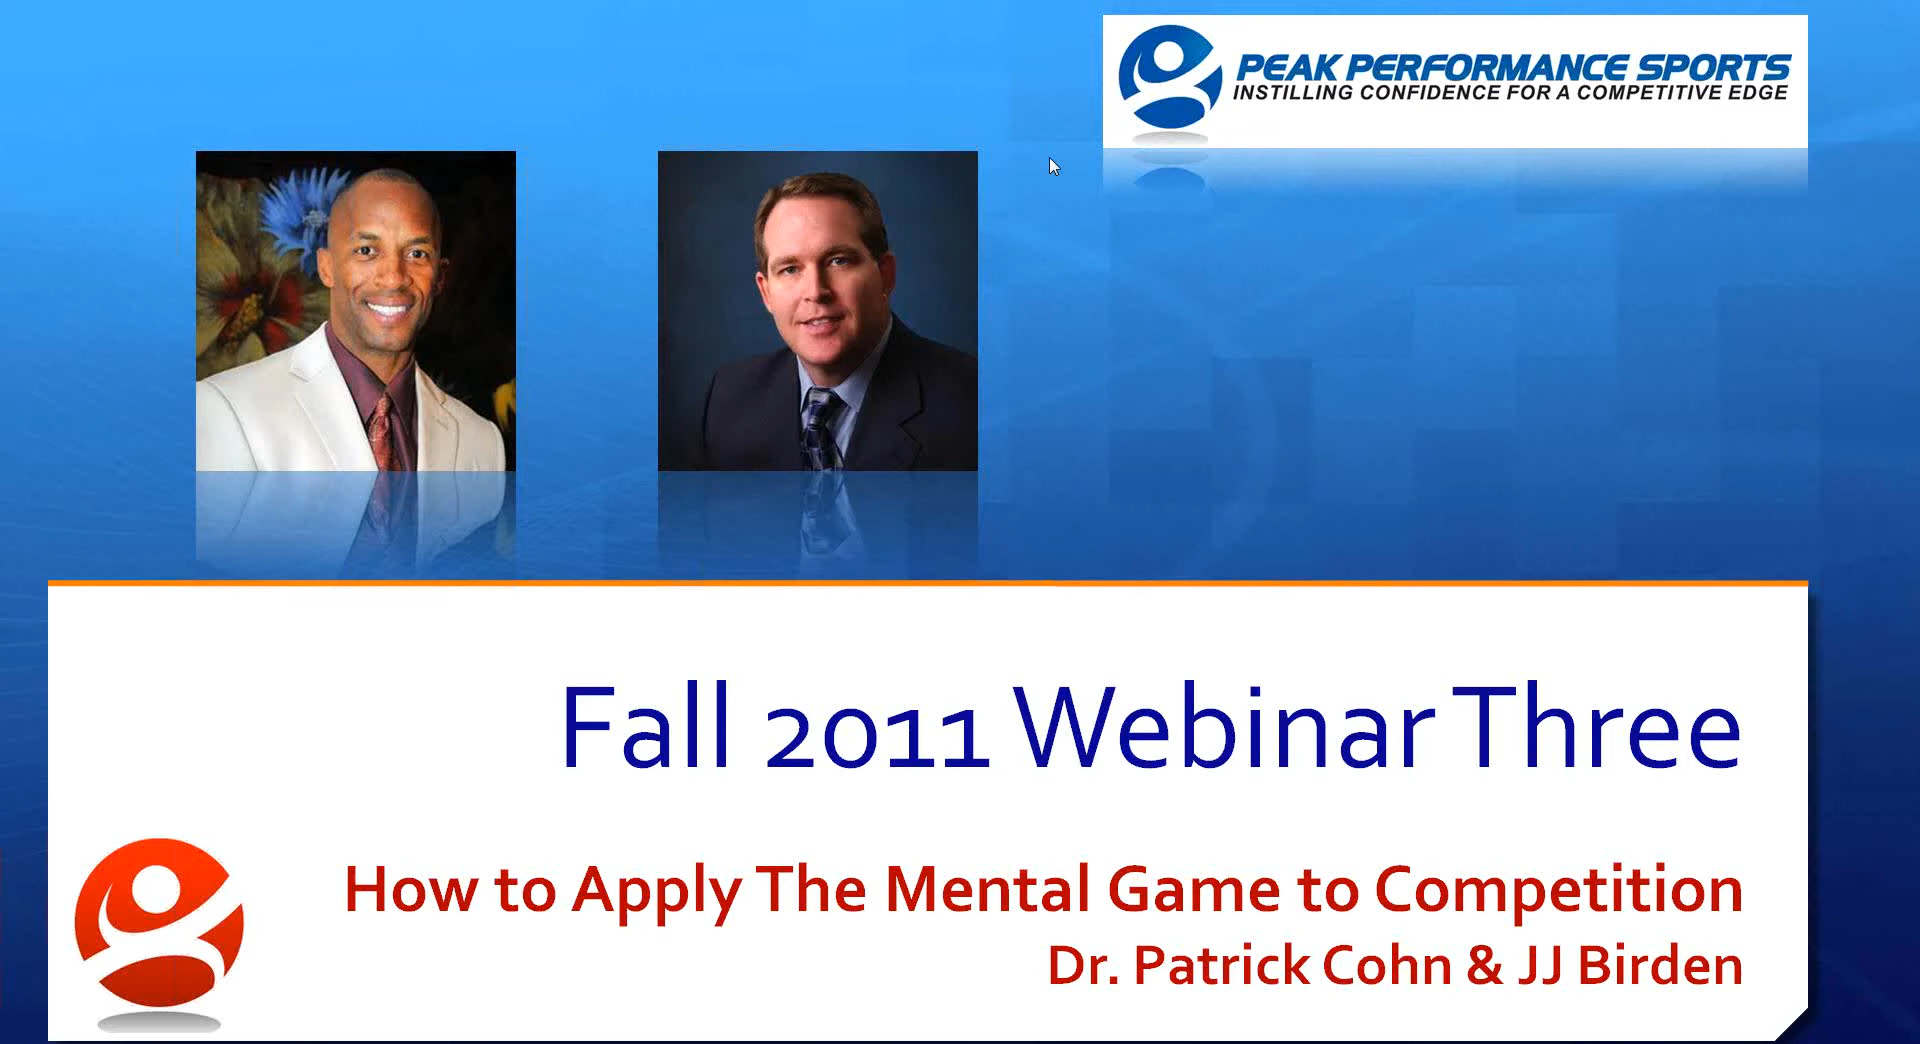 PEAK PERFORMANCE SPORTS
INSTILLING CONFIDENCE FOR A COMPETITIVE EDGE
Fall 2011 Webinar Three
How to Apply The Mental Game to Competition
Dr. Patrick Cohn & JJ Birden